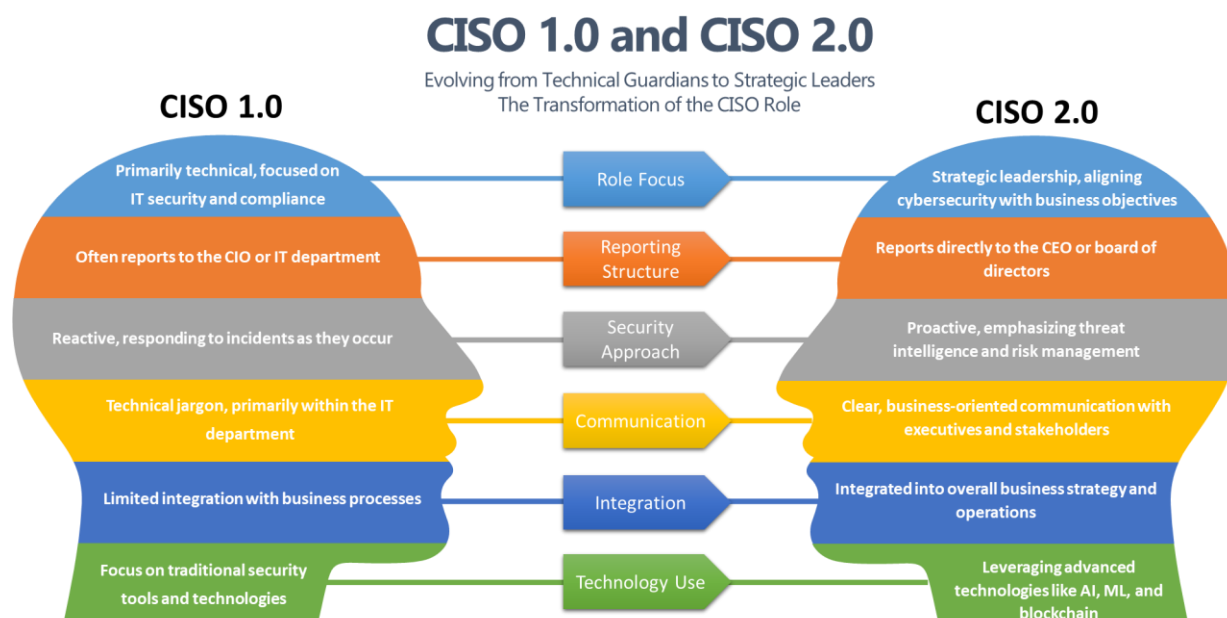 CISO 1.0 and CISO 2.0
Evolving from Technical Guardians to Strategic Leaders
The Transformation of the CISO Role
CISO 1.0
CISO 2.0
Primarily technical, focused on
IT security and compliance
Role Focus
Strategic leadership, aligning
cybersecurity with business objectives
Often reports to the CIO or IT department
Reporting
Structure
Reports directly to the CEO or board of
directors
Reactive, responding to incidents as they occur
Security
Approach
Proactive, emphasizing threat
intelligence and risk management
Technical jargon, primarily within the IT
department
Communication
Clear, business-oriented communication with
executives and stakeholders
Limited integration with business processes
Integration
Integrated into overall business strategy and
operations
Focus on traditional security
tools and technologies
Technology Use
Leveraging advanced
technologies like AI, ML, and
blockchain